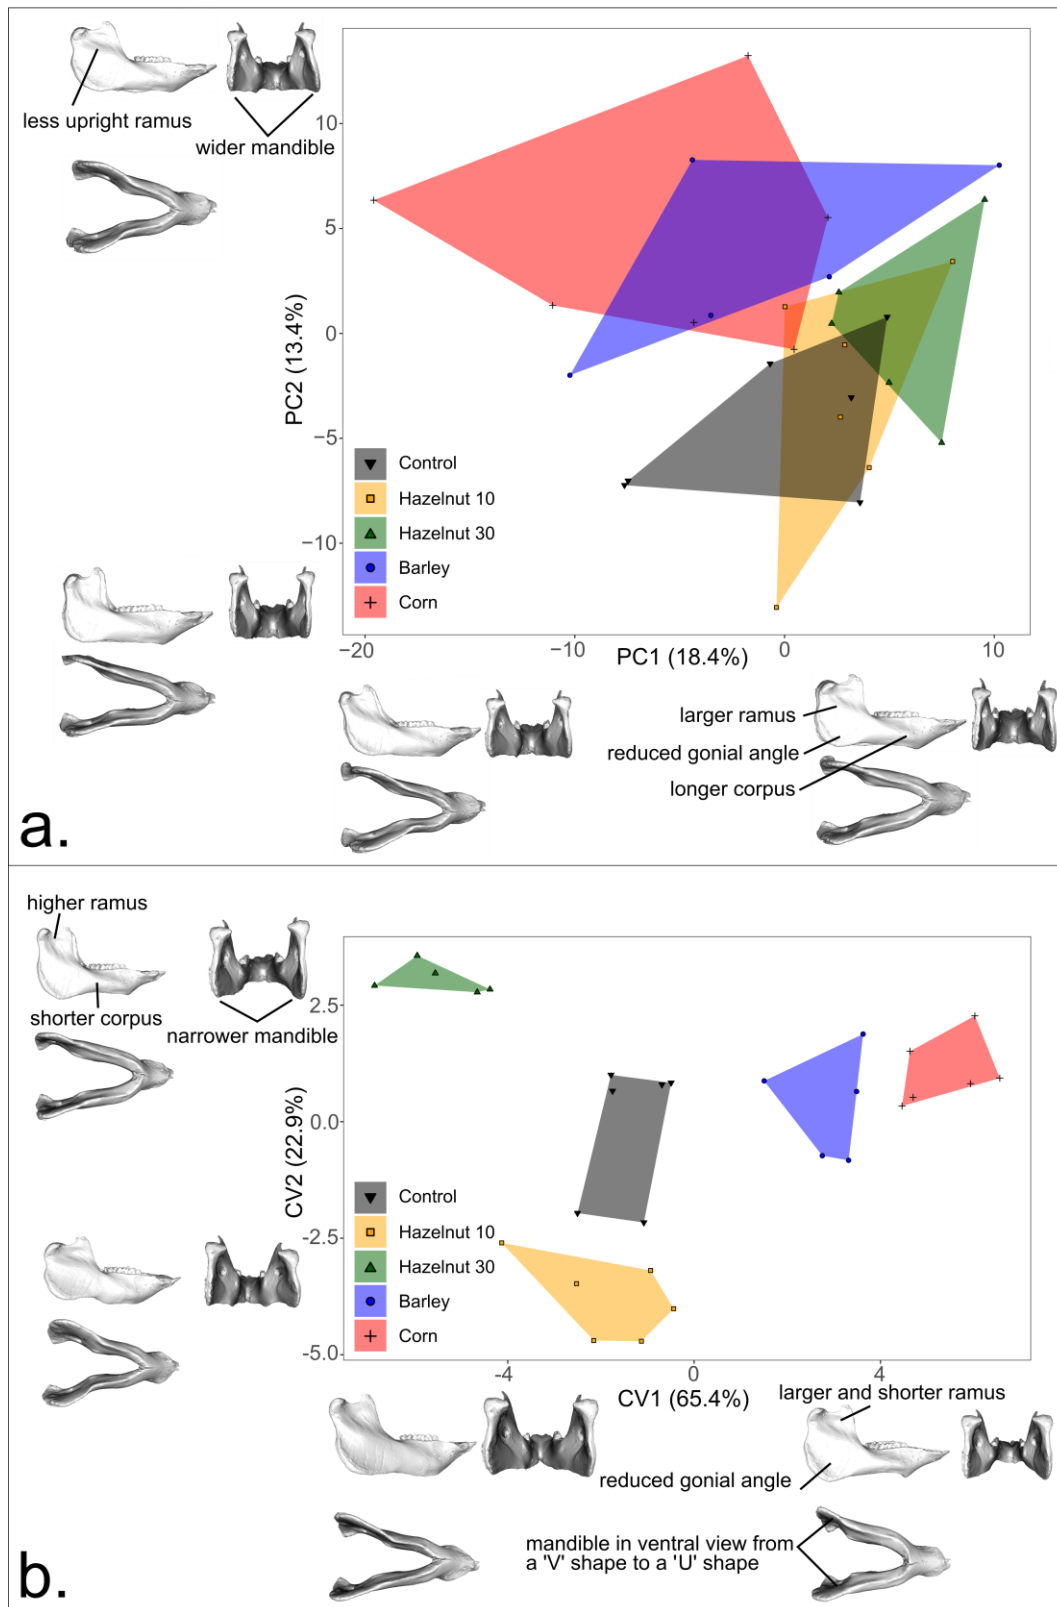 less upright ramus
wider mandible
10
5
0
−5
−10
PC2 (13.4%)
Control
Hazelnut 10
Hazelnut 30
Barley
Corn
−20
−10
0
10
PC1 (18.4%)
larger ramus
reduced gonial angle
longer corpus
a.
higher ramus
shorter corpus
narrower mandible
2.5
0.0
-2.5
-5.0
CV2 (22.9%)
Control
Hazelnut 10
Hazelnut 30
Barley
Corn
-4
0
4
CV1 (65.4%)
larger and shorter ramus
reduced gonial angle
mandible in ventral view from
a 'V' shape to a 'U' shape
b.